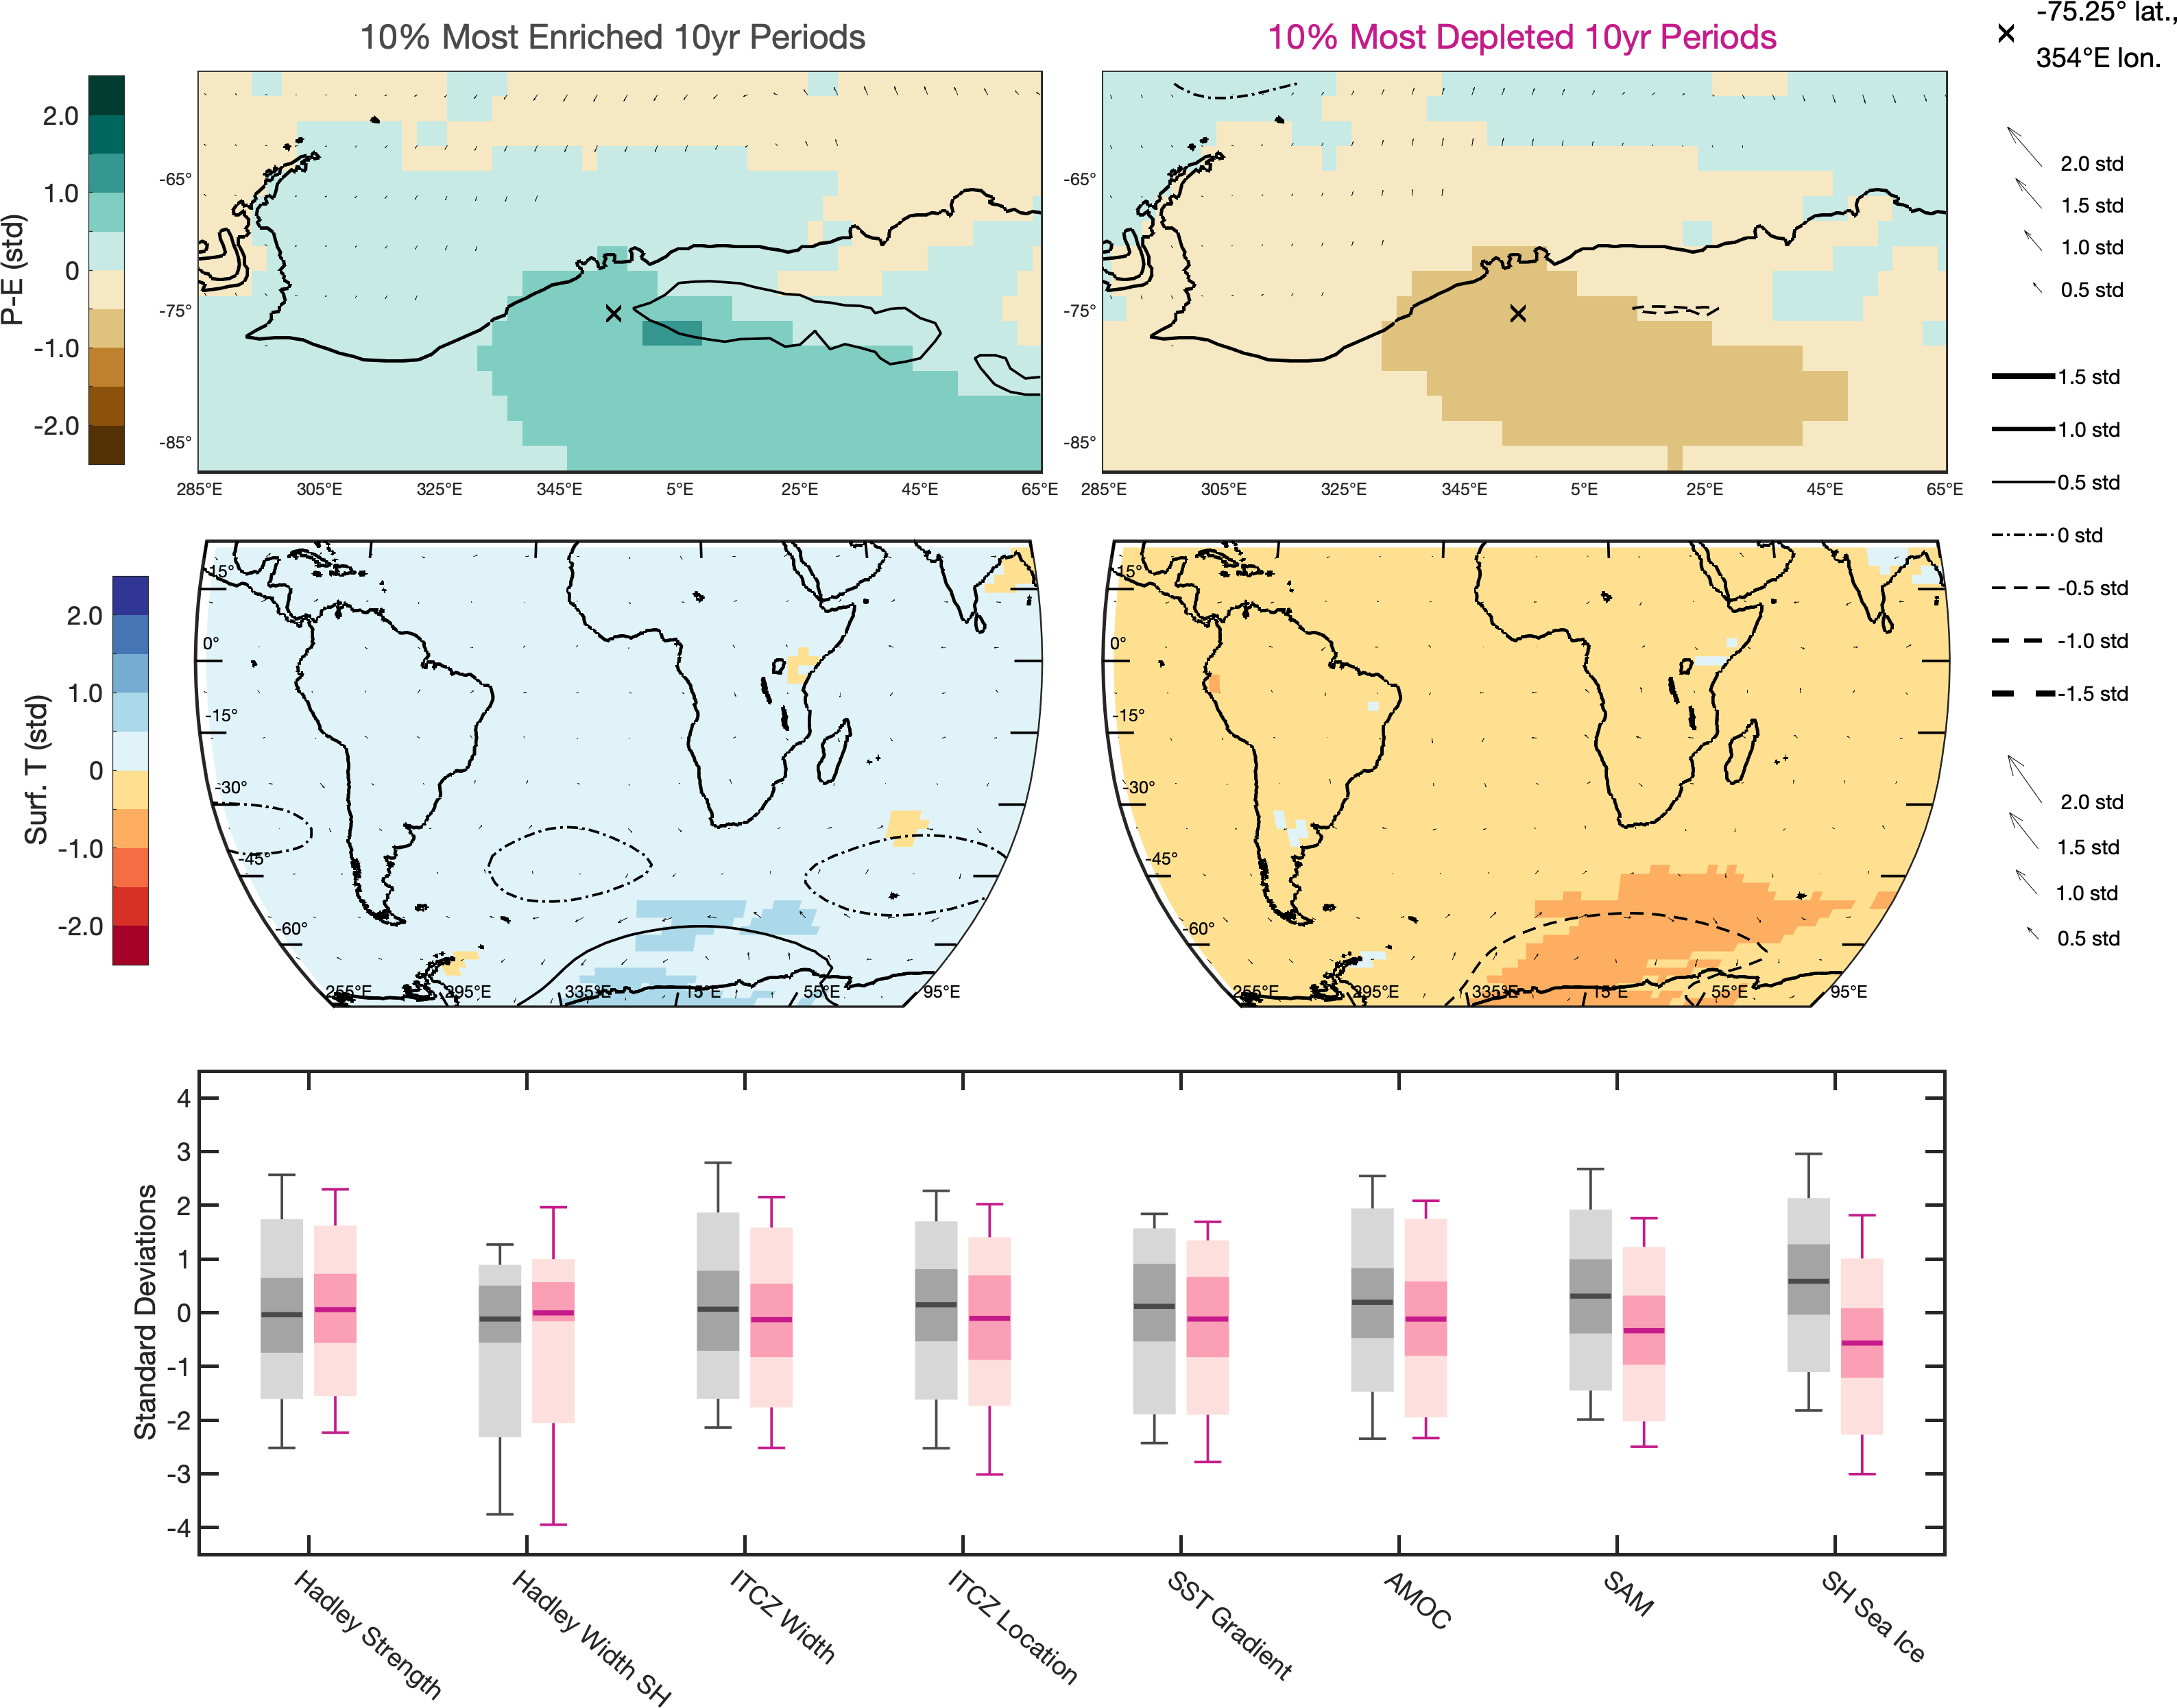 10% Most Enriched 10yr Periods
10% Most Depleted 10yr Periods
-75.25° lat.,
354°E lon.
P-E (std)
2.0
1.0
0
-1.0
-2.0
-65°
-75°
-85°
285°E 305°E 325°E 345°E 5°E 25°E 45°E 65°E
-65°
-75°
-85°
285°E 305°E 325°E 345°E 5°E 25°E 45°E 65°E
2.0 std
1.5 std
1.0 std
0.5 std
1.5 std
1.0 std
0.5 std
0 std
-0.5 std
-1.0 std
-1.5 std
2.0 std
1.5 std
1.0 std
0.5 std
Surf. T (std)
2.0
1.0
0
-1.0
-2.0
15°
0°
-15°
-30°
-45°
-60°
255°E 295°E 335°E 15°E 55°E 95°E
15°
0°
-15°
-30°
-45°
-60°
255°E 295°E 335°E 15°E 55°E 95°E
Standard Deviations
4
3
2
1
0
-1
-2
-3
-4
Hadley Strength
Hadley Width SH
ITCZ Width
ITCZ Location
SST Gradient
AMOC
SAM
SH Sea Ice